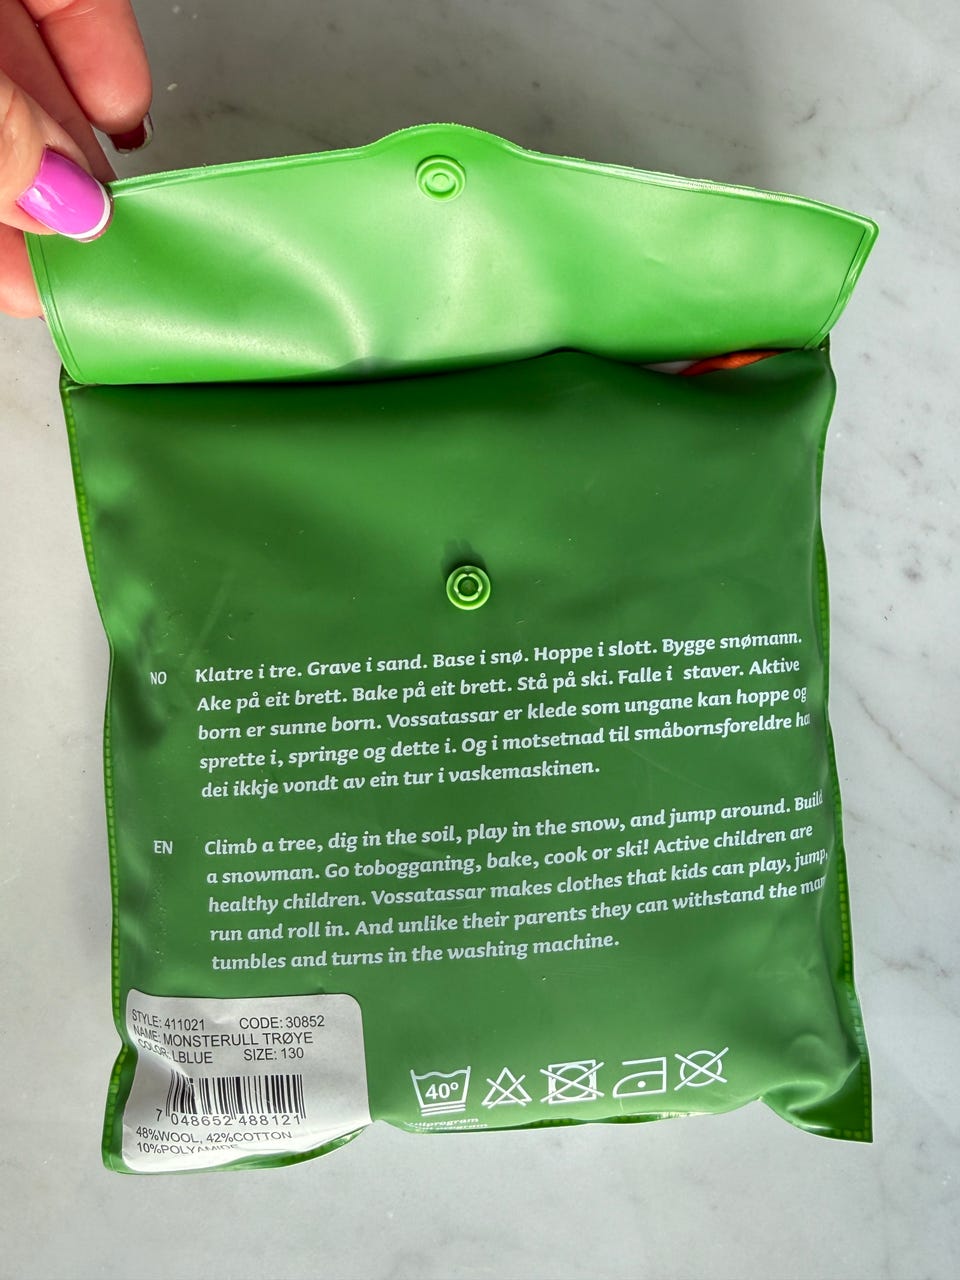 NO
Klatre i tre. Grave i sand. Base i snø. Hoppe i slott. Bygge snømann.
Ake på eit brett. Bake på eit brett. Stå på ski. Falle i staver. Aktive
born er sunne born. Vossatassar er klede som ungane kan hoppe og
sprette i, springe og dette i. Og i motsetnad til småbornsforeldre
dei ikkje vondt av ein tur i vaskemaskinen.
EN
Climb a tree, dig in the soil, play in the snow, and jump around. Build
a snowman. Go tobogganing, bake, cook or ski! Active children are
healthy children. Vossatassar makes clothes that kids can play, jump,
run and roll in. And unlike their parents they can withstand the
tumbles and turns in the washing machine.
STYLE: 411021 CODE: 30852
NAME: MONSTERULL TRØYE
COLOR: LBLUE SIZE: 130
7 048652 488121
48%WOOL, 42%COTTON
10%POLYAMIDE
40°